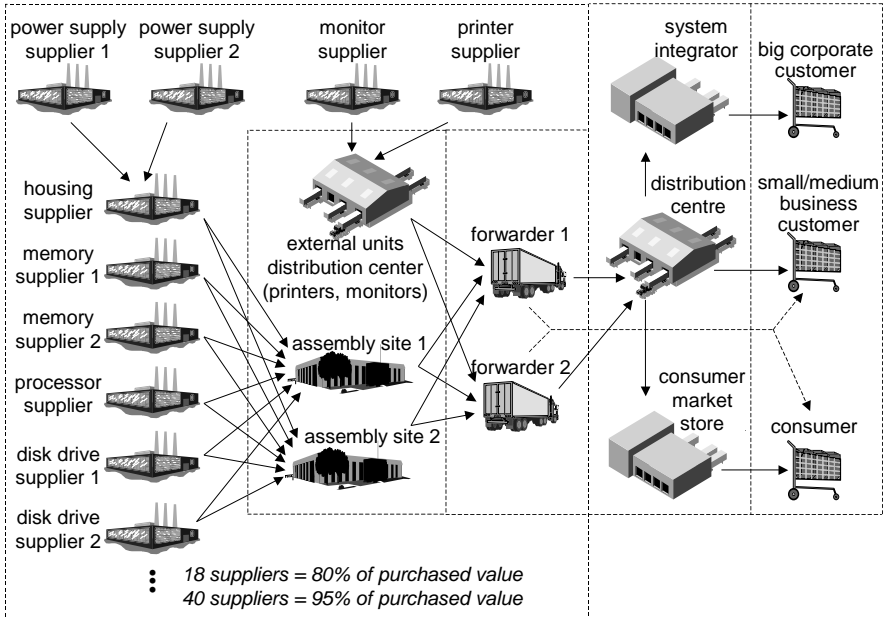 power supply
supplier 1
power supply
supplier 2
monitor
supplier
printer
supplier
system
integrator
big corporate
customer
housing
supplier
memory
supplier 1
memory
supplier 2
processor
supplier
disk drive
supplier 1
disk drive
supplier 2
external units
distribution center
(printers, monitors)
assembly site 1
assembly site 2
forwarder 1
forwarder 2
distribution
centre
small/medium
business
customer
consumer
market
store
consumer
18 suppliers = 80% of purchased value
40 suppliers = 95% of purchased value